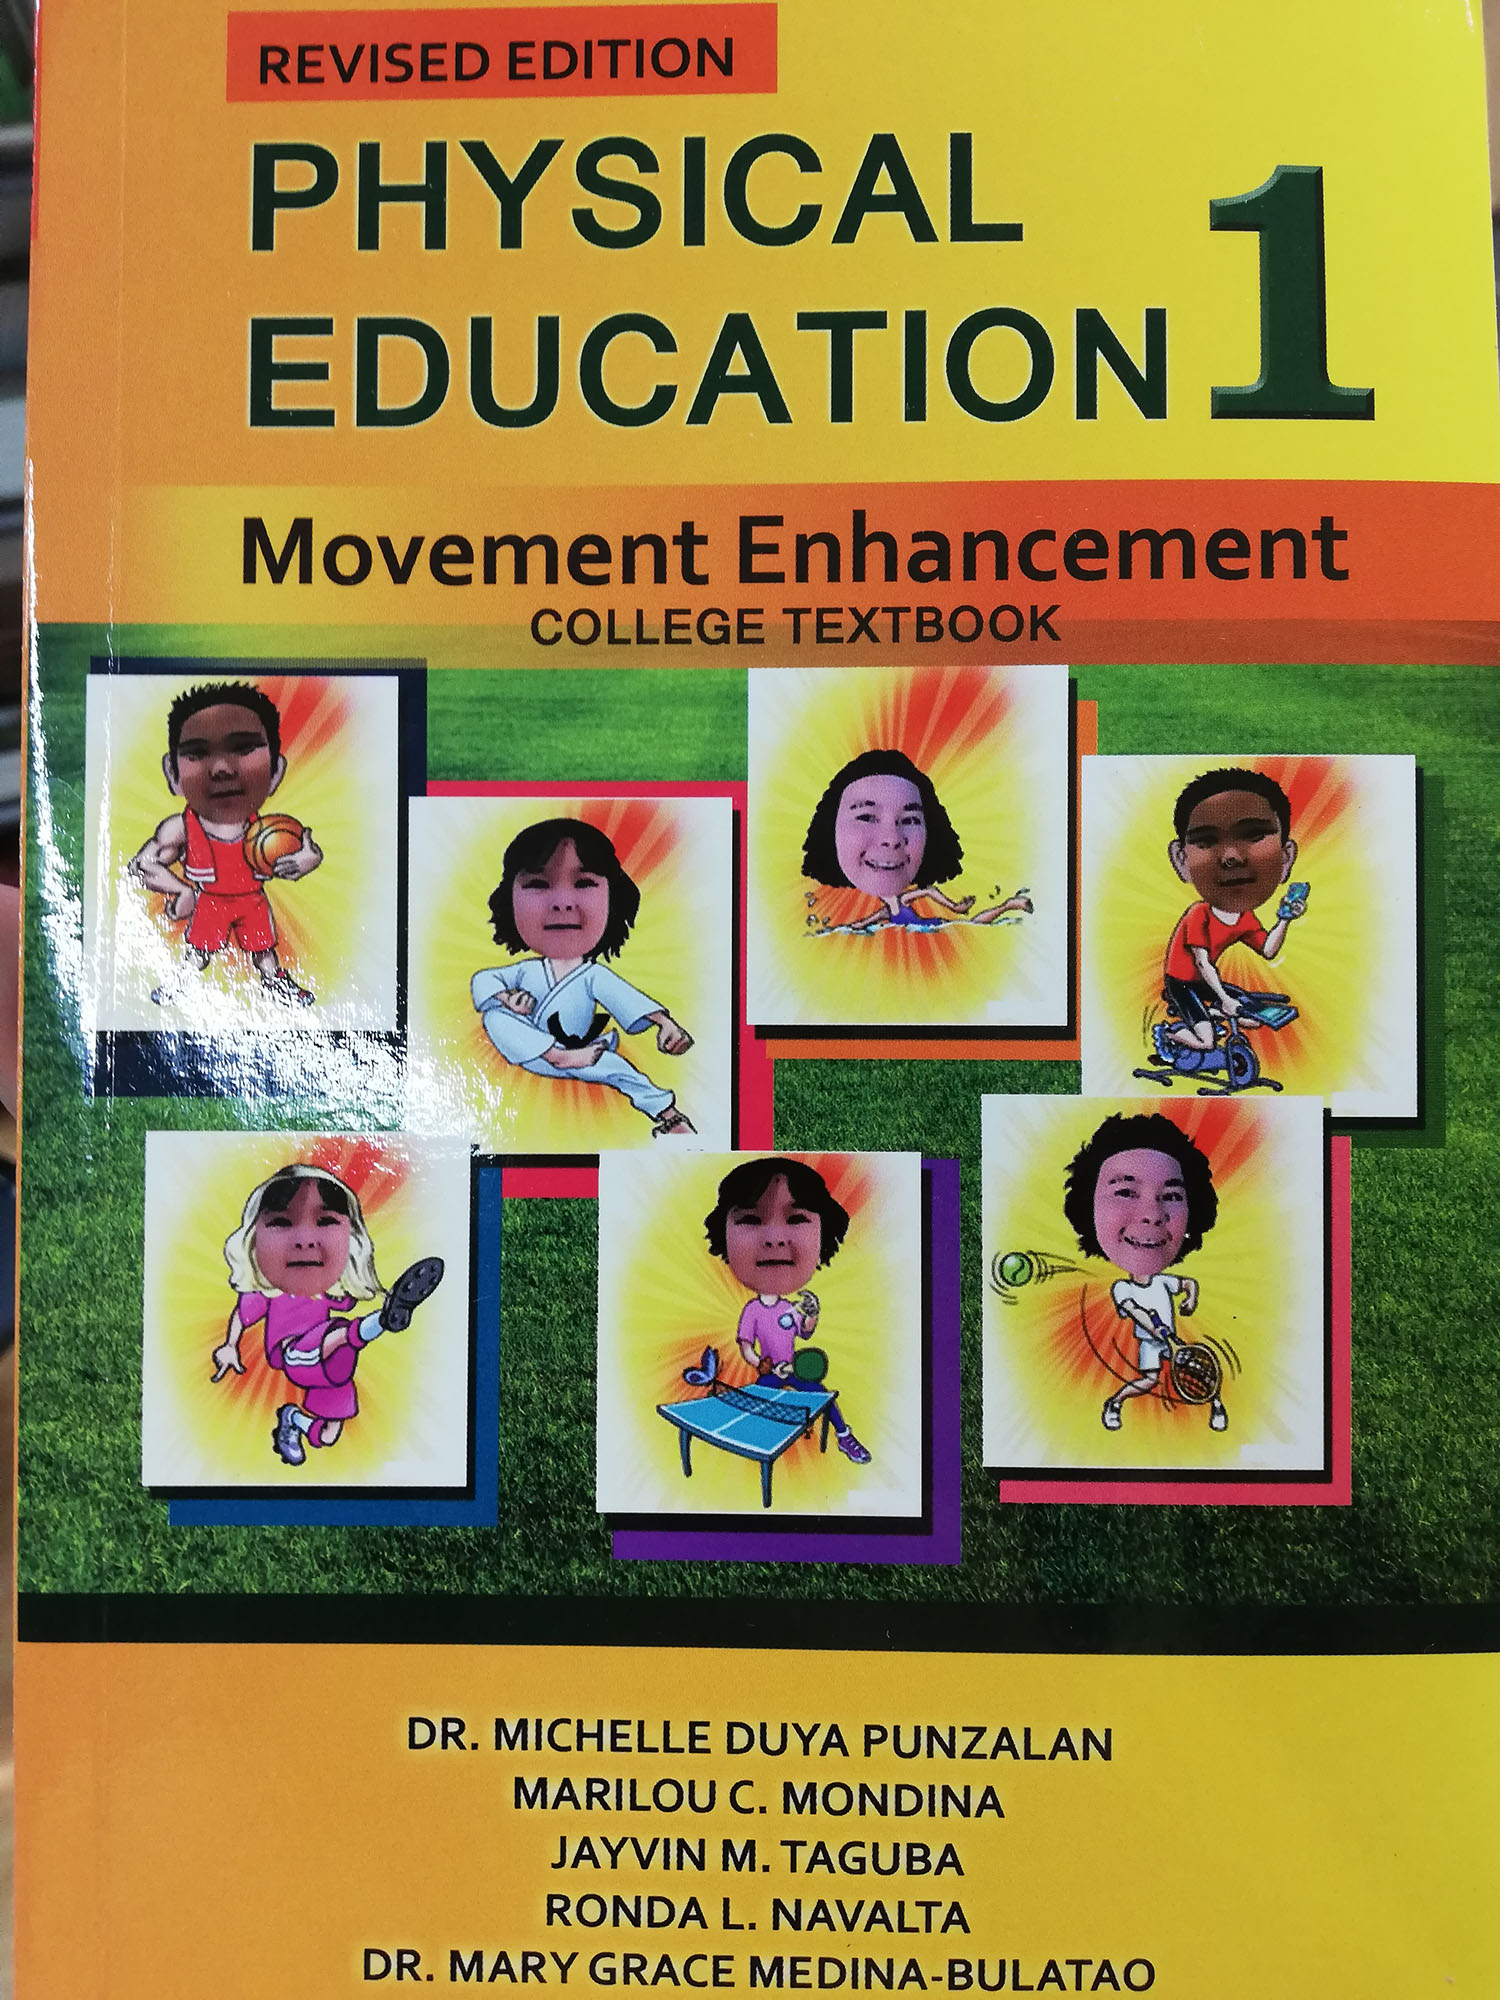 REVISED EDITION
PHYSICAL
EDUCATION 1
Movement Enhancement
COLLEGE TEXTBOOK
DR. MICHELLE DUYA PUNZALAN
MARILOU C. MONDINA
JAYVIN M. TAGUBA
RONDA L. NAVALTA
DR. MARY GRACE MEDINA-BULATAO